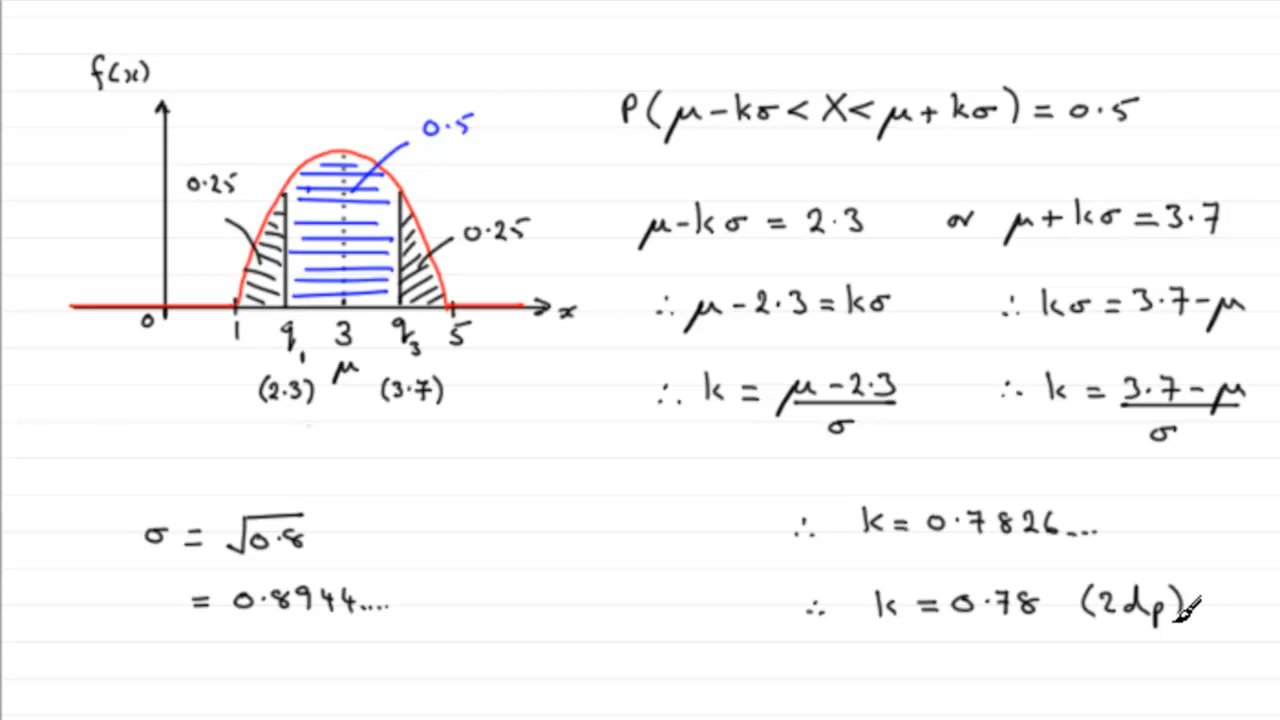 f(x)
0.5
0.25
0.25
0 1 q₁ 3 q₃ 5 x
(2.3) μ (3.7)
P(μ - kσ < X < μ + kσ) = 0.5
μ - kσ = 2.3 or μ + kσ = 3.7
∴ μ - 2.3 = kσ ∴ kσ = 3.7 - μ
∴ k = (μ - 2.3)/σ ∴ k = (3.7 - μ)/σ
σ = √0.8
= 0.8944....
∴ k = 0.7826...
∴ k = 0.78 (2dp)